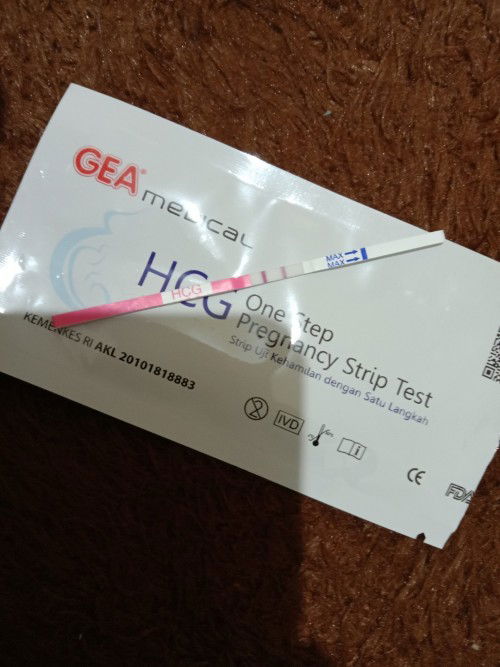 GEA®
medical
MAX
MAX
HCG
HCG
One Step
Pregnancy Strip Test
Strip Uji Kehamilan dengan Satu Langkah
KEMENKES RI AKL 20101818883
IVD
CE
FDA